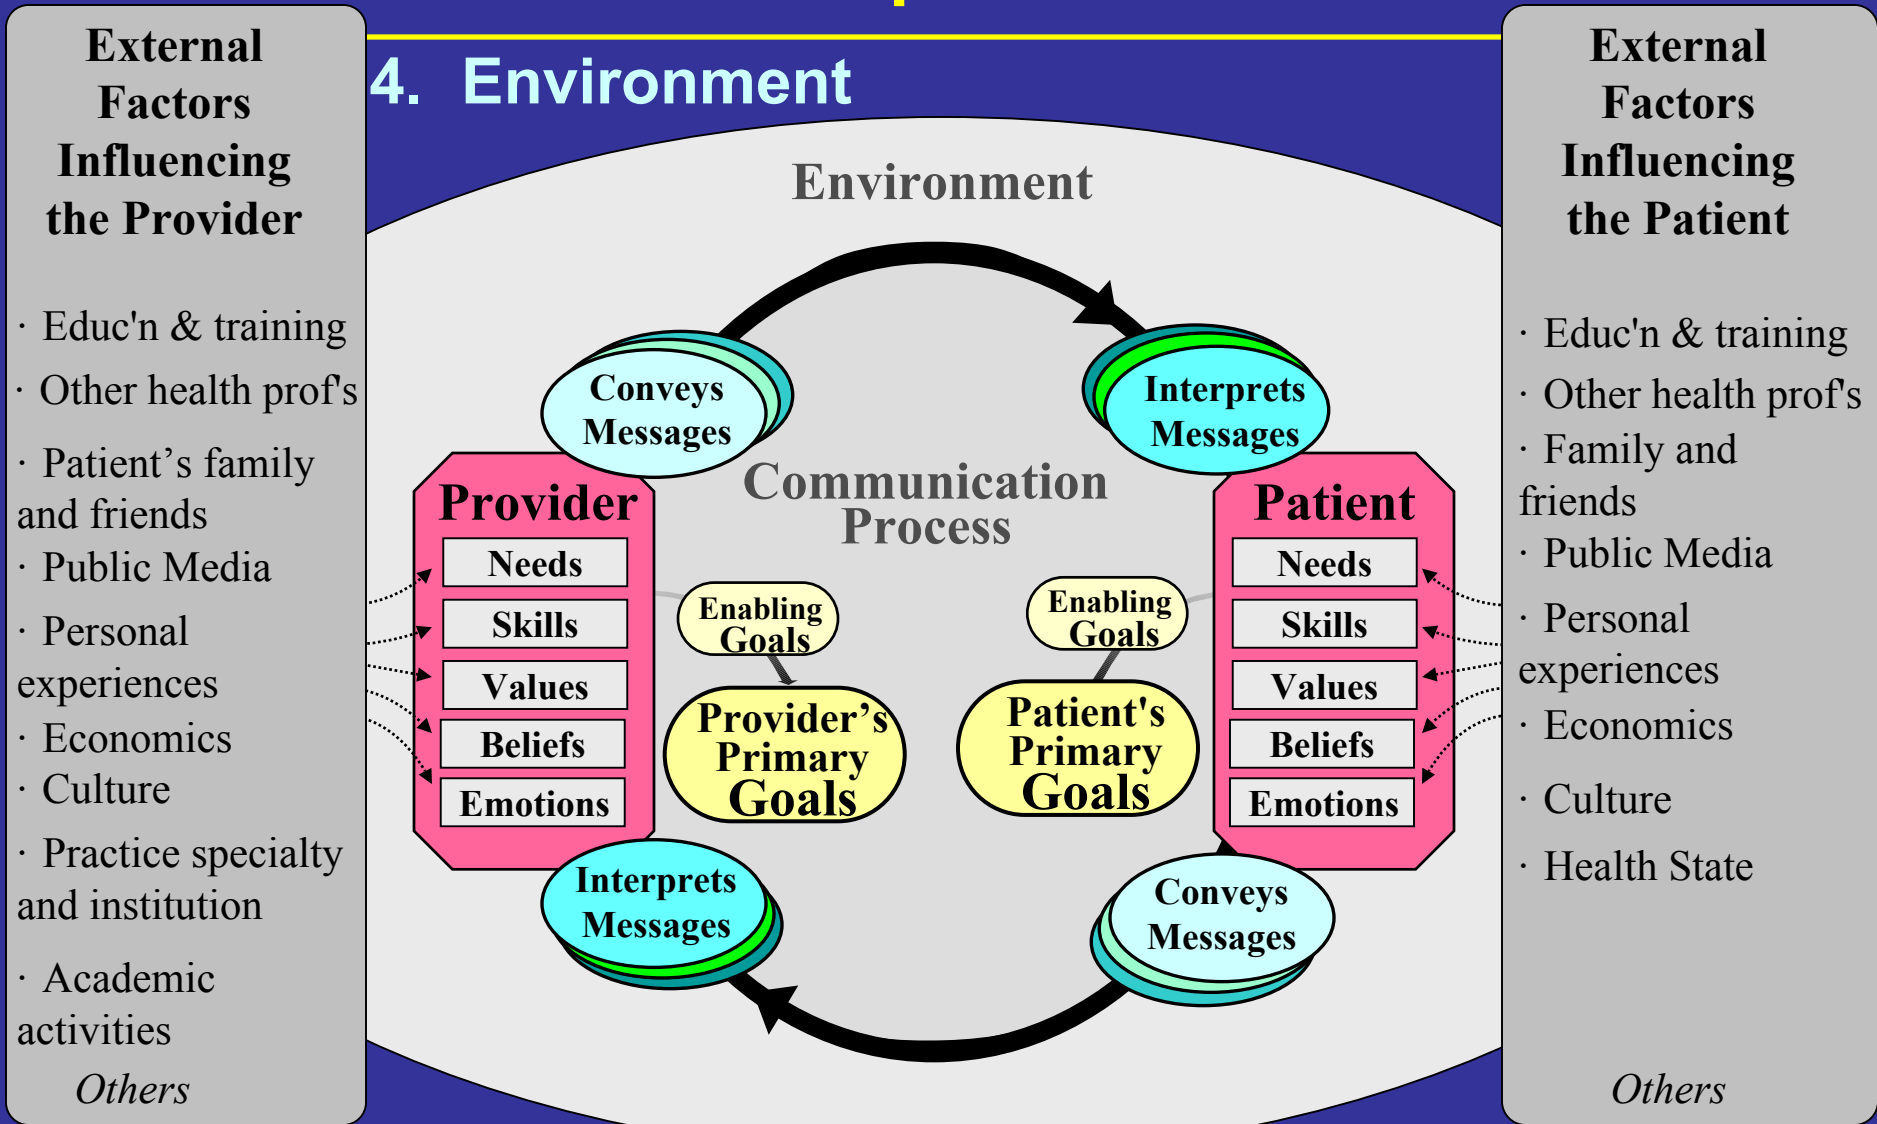 4. Environment
External
Factors
Influencing
the Provider
· Educ'n & training
· Other health prof's
· Patient’s family
and friends
· Public Media
· Personal
experiences
· Economics
· Culture
· Practice specialty
and institution
· Academic
activities
Others
Environment
Conveys
Messages
Interprets
Messages
Communication
Process
Provider
Needs
Skills
Values
Beliefs
Emotions
Enabling
Goals
Provider’s
Primary
Goals
Enabling
Goals
Patient's
Primary
Goals
Patient
Needs
Skills
Values
Beliefs
Emotions
Interprets
Messages
Conveys
Messages
External
Factors
Influencing
the Patient
· Educ'n & training
· Other health prof's
· Family and
friends
· Public Media
· Personal
experiences
· Economics
· Culture
· Health State
Others